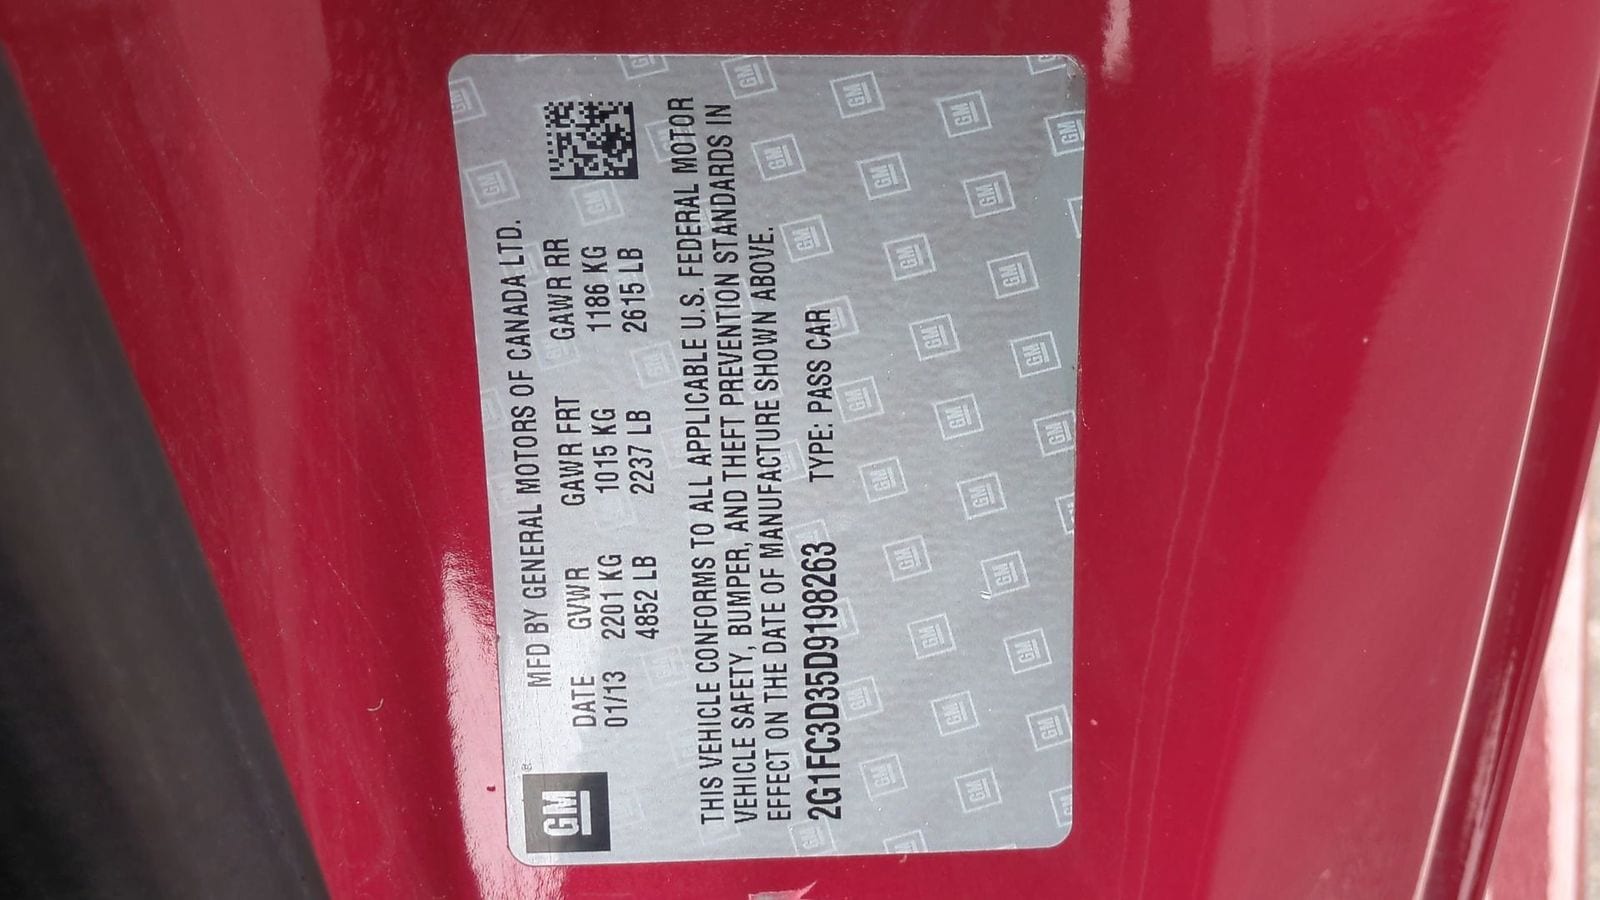 GM
MFD BY GENERAL MOTORS OF CANADA LTD.
DATE GVWR GAWR FRT GAWR RR
01/13 2201 KG 1015 KG 1186 KG
4852 LB 2237 LB 2615 LB
THIS VEHICLE CONFORMS TO ALL APPLICABLE U.S. FEDERAL MOTOR
VEHICLE SAFETY, BUMPER, AND THEFT PREVENTION STANDARDS IN
EFFECT ON THE DATE OF MANUFACTURE SHOWN ABOVE.
2G1FC3D35D9198263 TYPE: PASS CAR